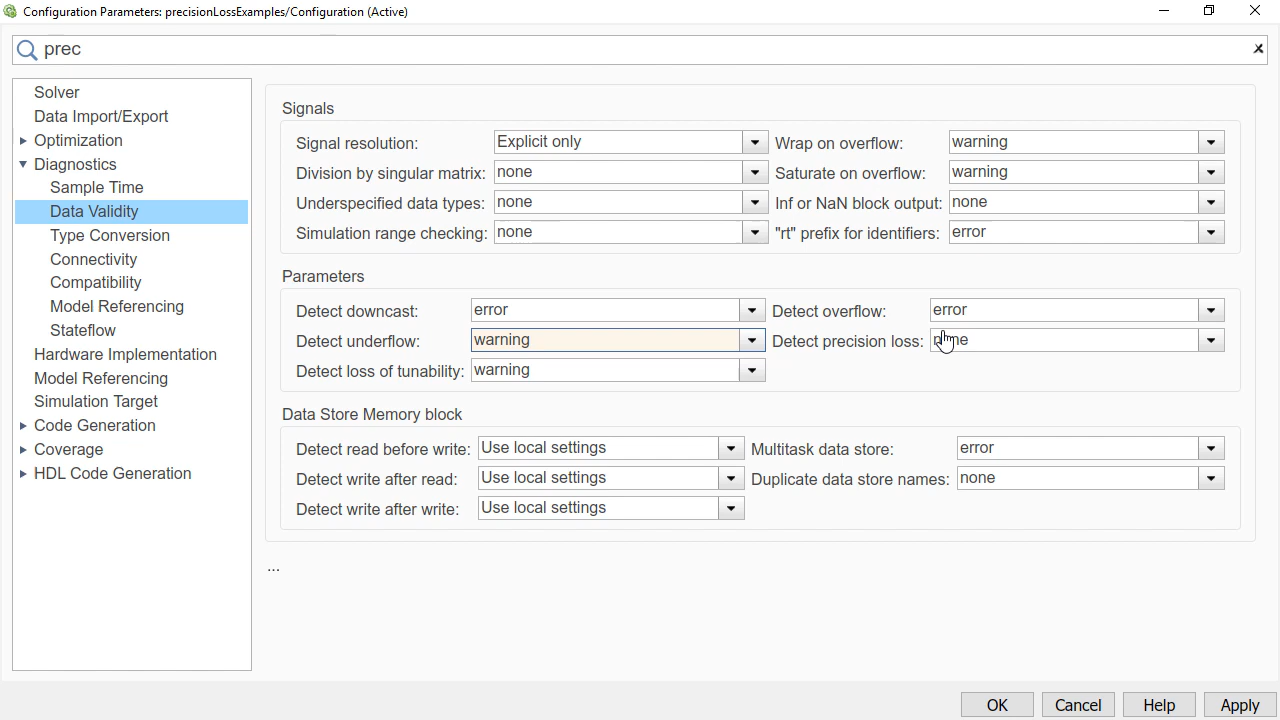 Configuration Parameters: precisionLossExamples/Configuration (Active)
prec
Solver
Data Import/Export
Optimization
Diagnostics
Sample Time
Data Validity
Type Conversion
Connectivity
Compatibility
Model Referencing
Stateflow
Hardware Implementation
Model Referencing
Simulation Target
Code Generation
Coverage
HDL Code Generation
Signals
Signal resolution: Explicit only Wrap on overflow: warning
Division by singular matrix: none Saturate on overflow: warning
Underspecified data types: none Inf or NaN block output: none
Simulation range checking: none "rt" prefix for identifiers: error
Parameters
Detect downcast: error Detect overflow: error
Detect underflow: warning Detect precision loss: none
Detect loss of tunability: warning
Data Store Memory block
Detect read before write: Use local settings Multitask data store: error
Detect write after read: Use local settings Duplicate data store names: none
Detect write after write: Use local settings
...
OK Cancel Help Apply